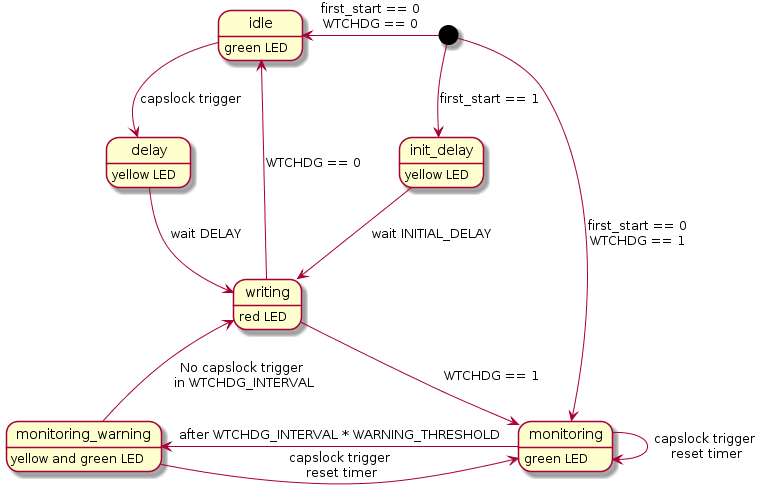 first_start == 0
WTCHDG == 0
idle
green LED
capslock trigger
first_start == 1
delay
yellow LED
init_delay
yellow LED
WTCHDG == 0
first_start == 0
WTCHDG == 1
wait DELAY
wait INITIAL_DELAY
writing
red LED
No capslock trigger
in WTCHDG_INTERVAL
WTCHDG == 1
monitoring_warning
yellow and green LED
after WTCHDG_INTERVAL * WARNING_THRESHOLD
capslock trigger
reset timer
monitoring
green LED
capslock trigger
reset timer